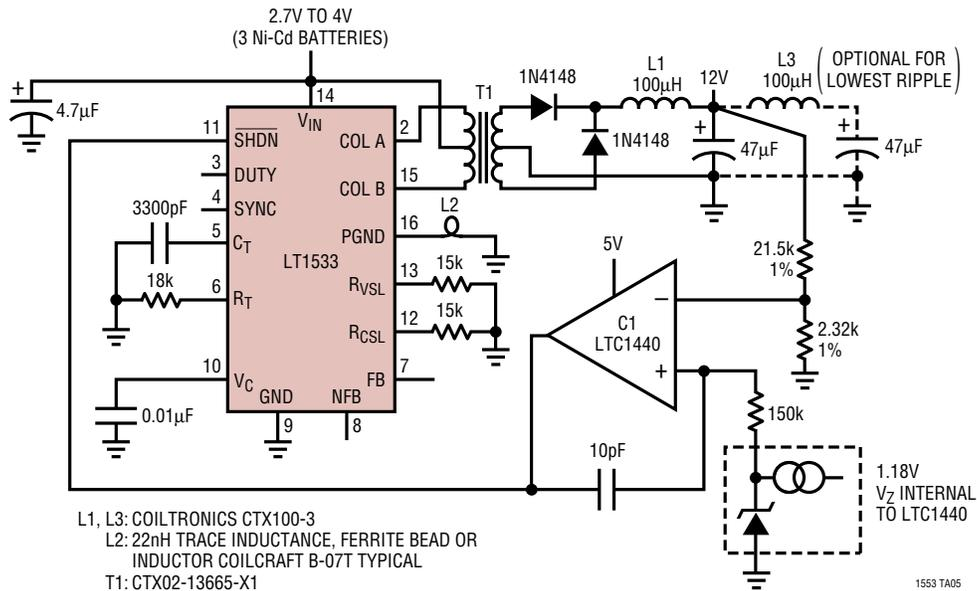 2.7V TO 4V
(3 Ni-Cd BATTERIES)
+
4.7µF
14
VIN
11
SHDN
3
DUTY
4
SYNC
3300pF
5
CT
18k
6
RT
10
VC
0.01µF
GND
9
NFB
8
LT1533
COL A
2
COL B
15
PGND
16
L2
RVSL
13
15k
RCSL
12
15k
FB
7
T1
1N4148
1N4148
L1
100µH
12V
+
47µF
L3
100µH
(OPTIONAL FOR
LOWEST RIPPLE)
+
47µF
21.5k
1%
2.32k
1%
5V
C1
LTC1440
–
+
10pF
150k
1.18V
VZ INTERNAL
TO LTC1440
L1, L3: COILTRONICS CTX100-3
L2: 22nH TRACE INDUCTANCE, FERRITE BEAD OR
INDUCTOR COILCRAFT B-07T TYPICAL
T1: CTX02-13665-X1
1553 TA05